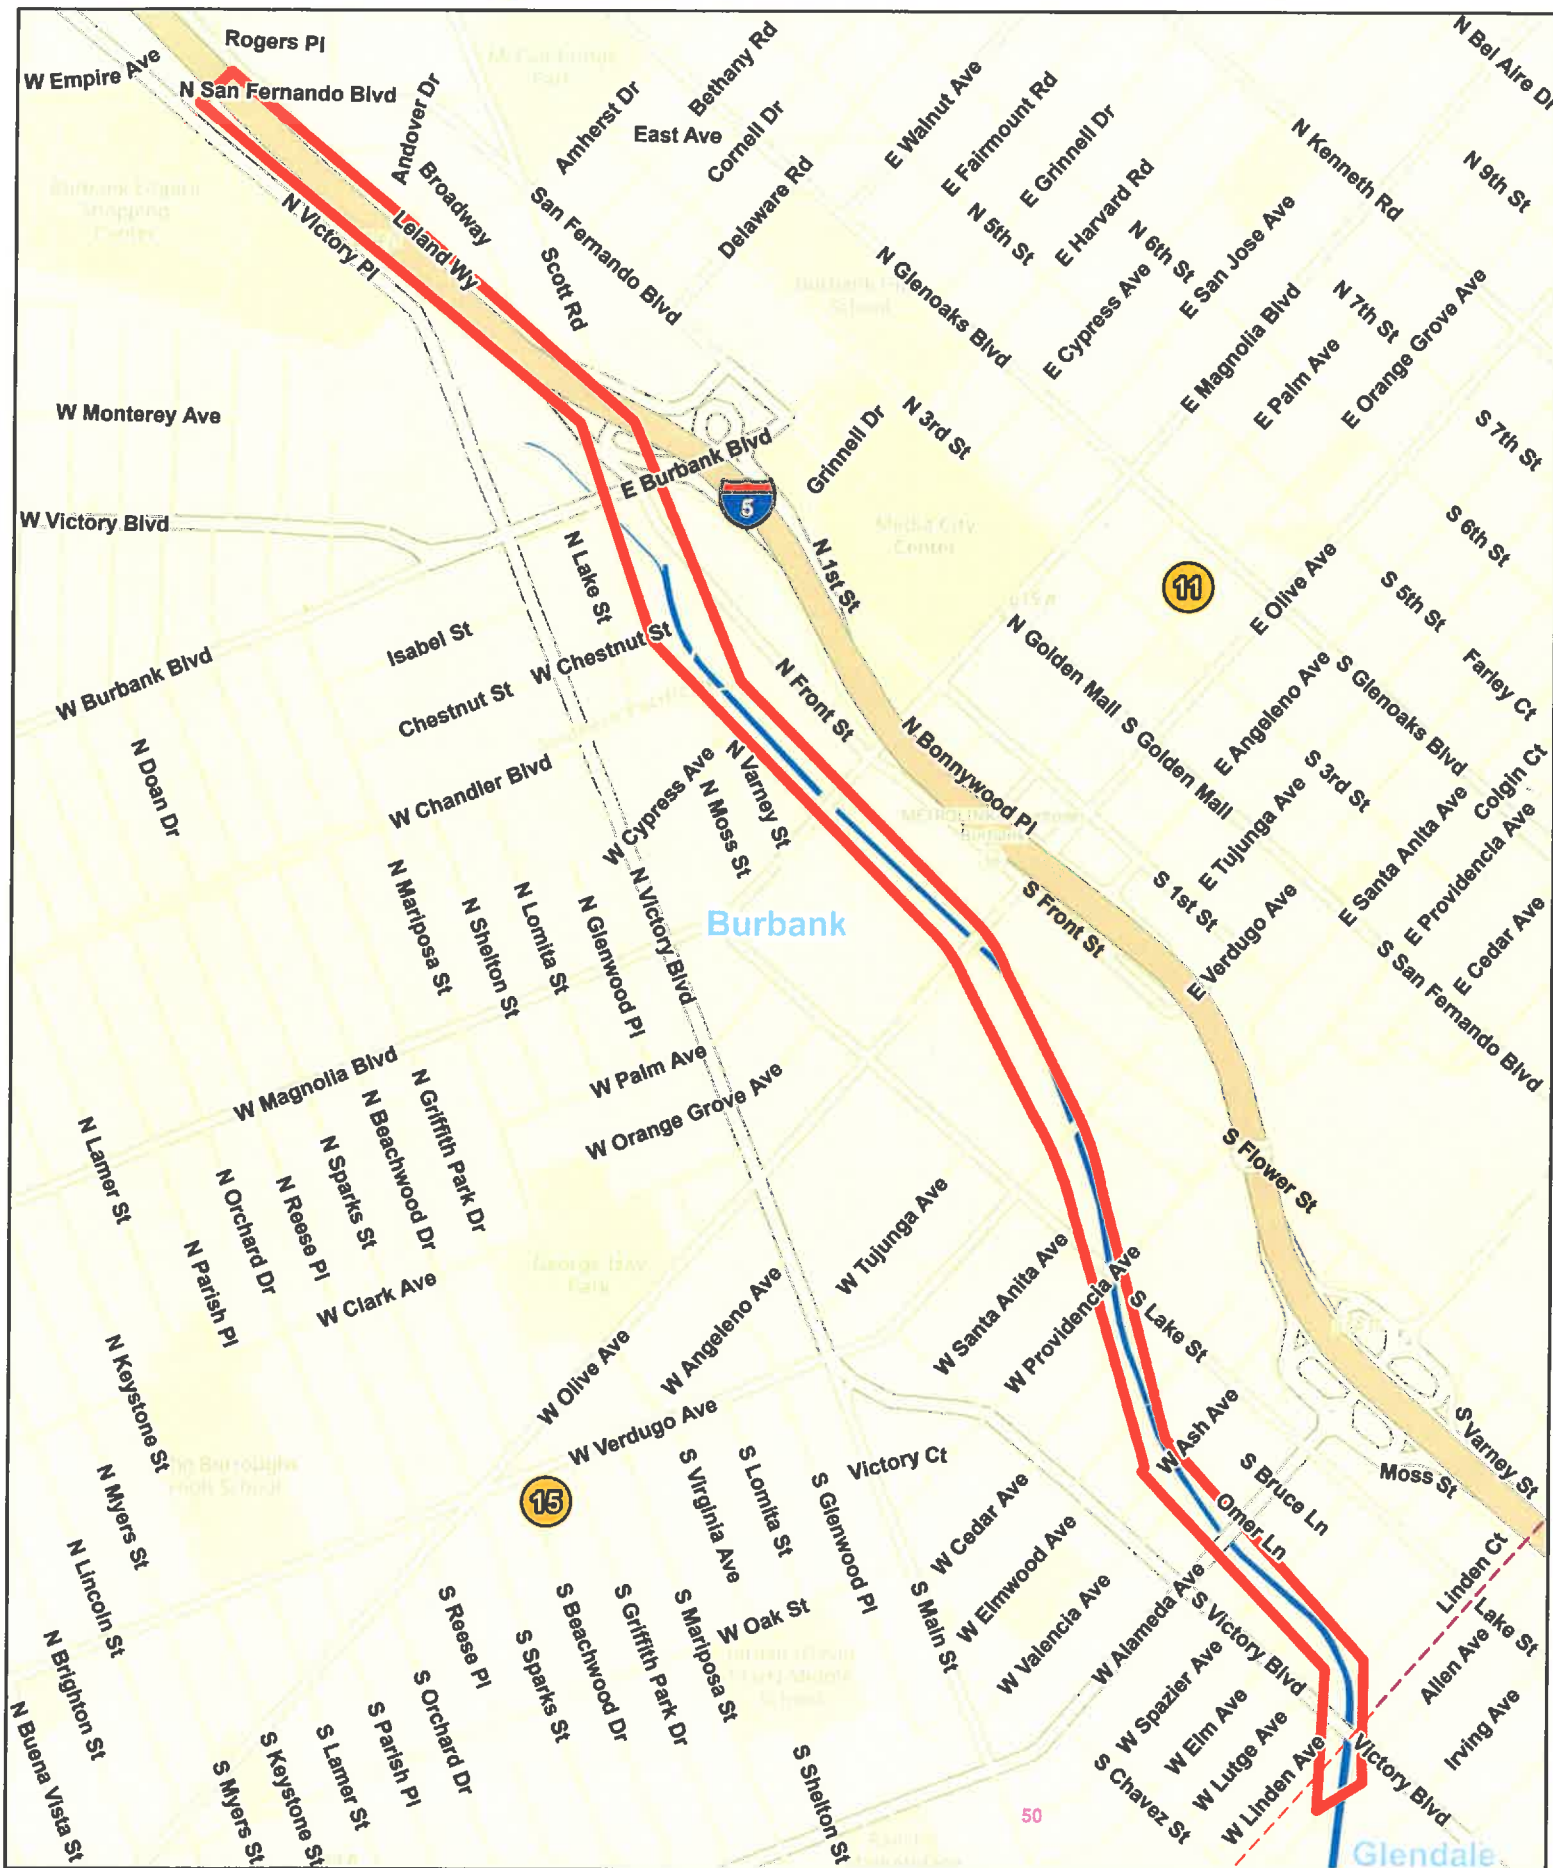 Rogers Pl
W Empire Ave
N San Fernando Blvd
Andover Dr
Amherst Dr
Bethany Rd
East Ave
Cornell Dr
Delaware Rd
E Walnut Ave
E Fairmount Rd
E Grinnell Dr
E Harvard Rd
N Bel Aire Dr
N Kenneth Rd
N 9th St
Broadway
Leland Wy
N Victory Pl
San Fernando Blvd
Scott Rd
N 5th St
N 6th St
E San Jose Ave
N Glenoaks Blvd
E Cypress Ave
E Magnolia Blvd
N 7th St
E Palm Ave
E Orange Grove Ave
Burbank Empire
Shopping
Center
W Monterey Ave
E Burbank Blvd
5
Grinnell Dr
N 3rd St
S 7th St
W Victory Blvd
Media City
Center
N Lake St
N 1st St
11
E Olive Ave
S 6th St
S 5th St
Isabel St
W Chestnut St
N Golden Mall
S Glenoaks Blvd
Farley Ct
W Burbank Blvd
Chestnut St
N Front St
N Bonnywood Pl
S Golden Mall
E Angeleno Ave
S 3rd St
Colgin Ct
N Doan Dr
W Chandler Blvd
W Cypress Ave
N Varney St
N Moss St
E Tujunga Ave
E Santa Anita Ave
E Providencia Ave
N Mariposa St
N Shelton St
N Lomita St
N Glenwood Pl
N Victory Blvd
Burbank
S Front St
S 1st St
E Verdugo Ave
S San Fernando Blvd
E Cedar Ave
W Magnolia Blvd
W Palm Ave
W Orange Grove Ave
N Lamer St
N Orchard Dr
N Reese Pl
N Sparks St
N Beachwood Dr
N Griffith Park Dr
S Flower St
N Parish Pl
W Clark Ave
George Izay
Park
W Tujunga Ave
W Santa Anita Ave
W Providencia Ave
S Lake St
N Keystone St
W Olive Ave
W Angeleno Ave
W Verdugo Ave
John Burroughs
High School
N Myers St
15
S Virginia Ave
S Lomita St
Victory Ct
S Glenwood Pl
W Cedar Ave
W Ash Ave
S Bruce Ln
Moss St
S Varney St
Omer Ln
N Lincoln St
W Elmwood Ave
W Valencia Ave
W Alameda Ave
S Victory Blvd
Linden Ct
Lake St
N Brighton St
S Reese Pl
S Sparks St
S Beachwood Dr
S Griffith Park Dr
S Mariposa St
W Oak St
S Main St
W Spazier Ave
Allen Ave
N Buena Vista St
S Myers St
S Keystone St
S Lamer St
S Parish Pl
S Orchard Dr
S Shelton St
50
S Chavez St
W Elm Ave
W Lutge Ave
W Linden Ave
Victory Blvd
Irving Ave
Glendale